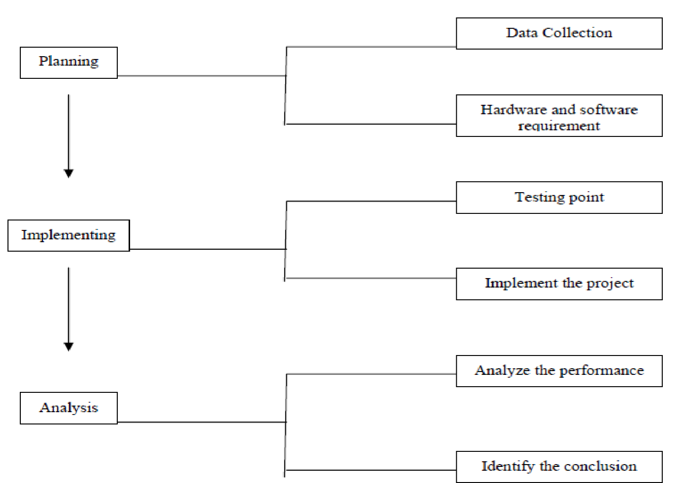 Data Collection
Planning
Hardware and software
requirement
Testing point
Implementing
Implement the project
Analyze the performance
Analysis
Identify the conclusion